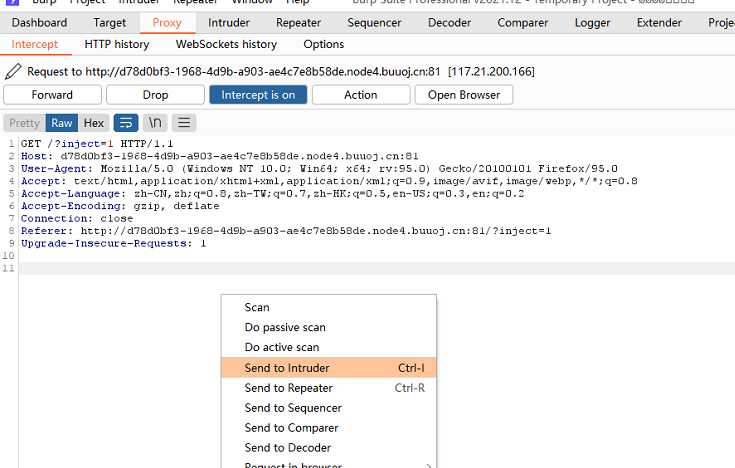 Burp Project Intruder Repeater Window Help Burp Suite Professional v2021.12 - Temporary Project -
Dashboard Target Proxy Intruder Repeater Sequencer Decoder Comparer Logger Extender Proje
Intercept HTTP history WebSockets history Options
Request to http://d78d0bf3-1968-4d9b-a903-ae4c7e8b58de.node4.buuoj.cn:81 [117.21.200.166]
Forward Drop Intercept is on Action Open Browser
Pretty Raw Hex \n
1 GET /?inject=1 HTTP/1.1
2 Host: d78d0bf3-1968-4d9b-a903-ae4c7e8b58de.node4.buuoj.cn:81
3 User-Agent: Mozilla/5.0 (Windows NT 10.0; Win64; x64; rv:95.0) Gecko/20100101 Firefox/95.0
4 Accept: text/html,application/xhtml+xml,application/xml;q=0.9,image/avif,image/webp,*/*;q=0.8
5 Accept-Language: zh-CN,zh;q=0.8,zh-TW;q=0.7,zh-HK;q=0.5,en-US;q=0.3,en;q=0.2
6 Accept-Encoding: gzip, deflate
7 Connection: close
8 Referer: http://d78d0bf3-1968-4d9b-a903-ae4c7e8b58de.node4.buuoj.cn:81/?inject=1
9 Upgrade-Insecure-Requests: 1
10
11
Scan
Do passive scan
Do active scan
Send to Intruder Ctrl-I
Send to Repeater Ctrl-R
Send to Sequencer
Send to Comparer
Send to Decoder
Request in browser